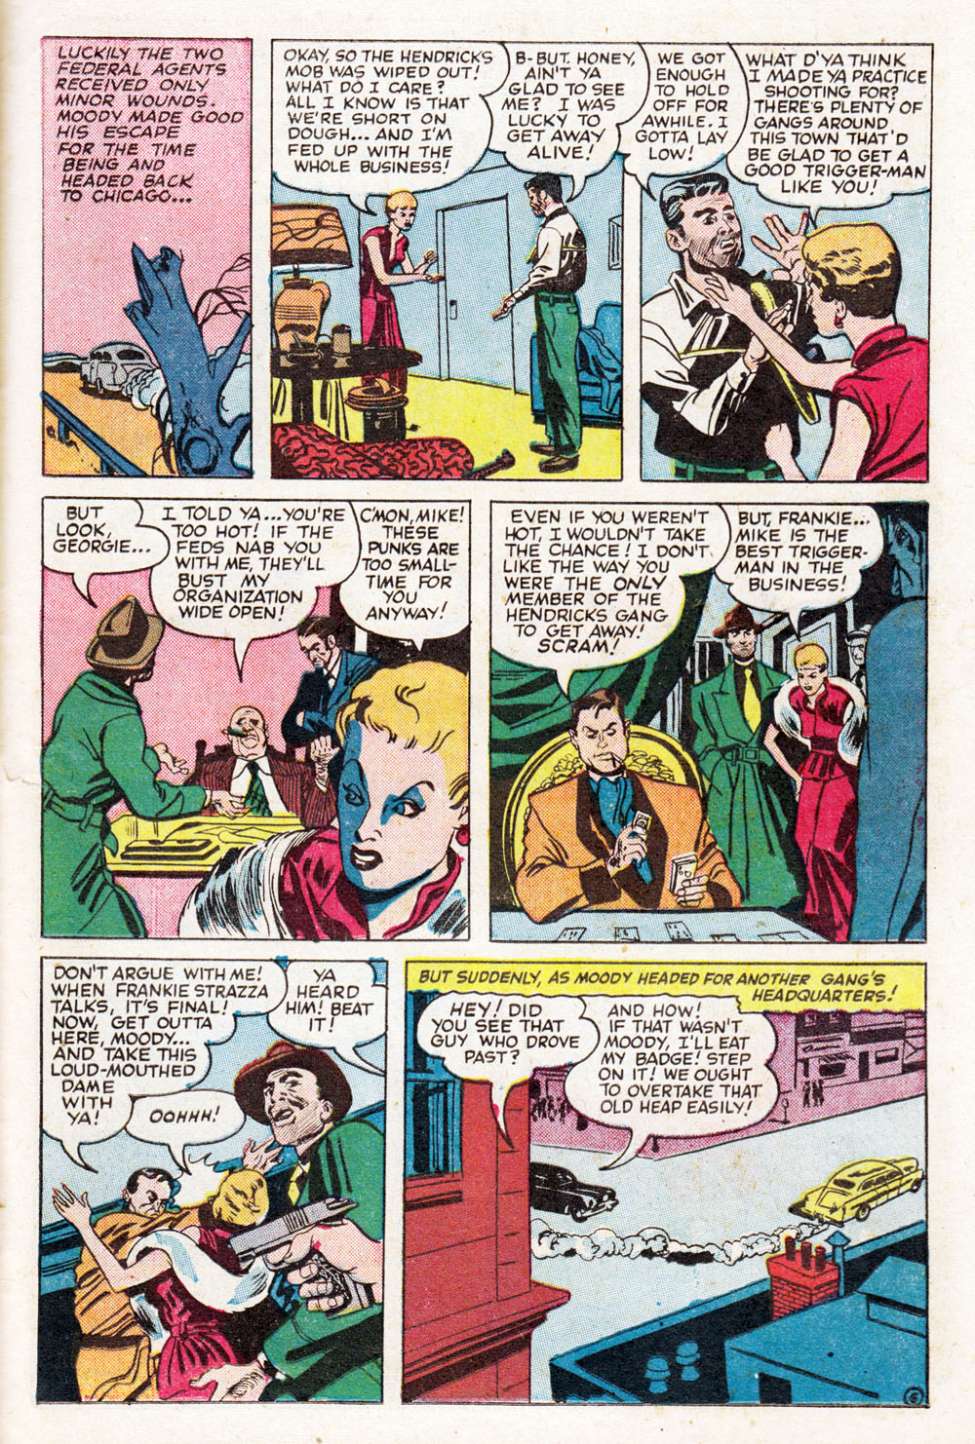 LUCKILY THE TWO
FEDERAL AGENTS
RECEIVED ONLY
MINOR WOUNDS.
MOODY MADE GOOD
HIS ESCAPE
FOR THE TIME
BEING AND
HEADED BACK
TO CHICAGO...
OKAY, SO THE HENDRICKS
MOB WAS WIPED OUT!
WHAT DO I CARE?
ALL I KNOW IS THAT
WE'RE SHORT ON
DOUGH... AND I'M
FED UP WITH THE
WHOLE BUSINESS!
B-BUT, HONEY,
AIN'T YA
GLAD TO SEE
ME? I WAS
LUCKY TO
GET AWAY
ALIVE!
WE GOT
ENOUGH
TO HOLD
OFF FOR
AWHILE. I
GOTTA LAY
LOW!
WHAT D'YA THINK
I MADE YA PRACTICE
SHOOTING FOR?
THERE'S PLENTY OF
GANGS AROUND
THIS TOWN THAT'D
BE GLAD TO GET A
GOOD TRIGGER-MAN
LIKE YOU!
BUT
LOOK,
GEORGIE...
I TOLD YA...YOU'RE
TOO HOT! IF THE
FEDS NAB YOU
WITH ME, THEY'LL
BUST MY
ORGANIZATION
WIDE OPEN!
C'MON, MIKE!
THESE
PUNKS ARE
TOO SMALL-
TIME FOR
YOU
ANYWAY!
EVEN IF YOU WEREN'T
HOT, I WOULDN'T TAKE
THE CHANCE! I DON'T
LIKE THE WAY YOU
WERE THE ONLY
MEMBER OF THE
HENDRICKS GANG
TO GET AWAY!
SCRAM!
BUT, FRANKIE...
MIKE IS THE
BEST TRIGGER-
MAN IN THE
BUSINESS!
DON'T ARGUE WITH ME!
WHEN FRANKIE STRAZZA
TALKS, IT'S FINAL!
NOW, GET OUTTA
HERE, MOODY...
AND TAKE THIS
LOUD-MOUTHED
DAME
WITH
YA!
OOHHH!
YA
HEARD
HIM! BEAT
IT!
BUT SUDDENLY, AS MOODY HEADED FOR ANOTHER GANG'S
HEADQUARTERS!
HEY! DID
YOU SEE THAT
GUY WHO DROVE
PAST?
AND HOW!
IF THAT WASN'T
MOODY, I'LL EAT
MY BADGE! STEP
ON IT! WE OUGHT
TO OVERTAKE THAT
OLD HEAP EASILY!
6